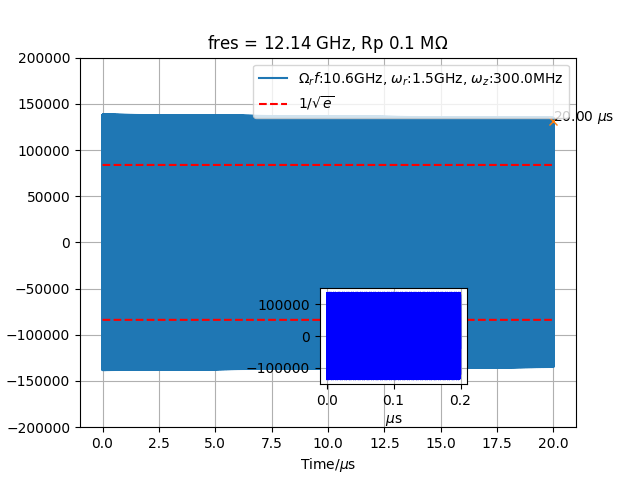 fres = 12.14 GHz, Rp 0.1 MΩ
200000
150000
100000
50000
0
−50000
−100000
−150000
−200000
Ω_rf:10.6GHz, ω_r:1.5GHz, ω_z:300.0MHz
1/√e
20.00 μs
100000
0
−100000
0.0 0.1 0.2
μs
0.0 2.5 5.0 7.5 10.0 12.5 15.0 17.5 20.0
Time/μs